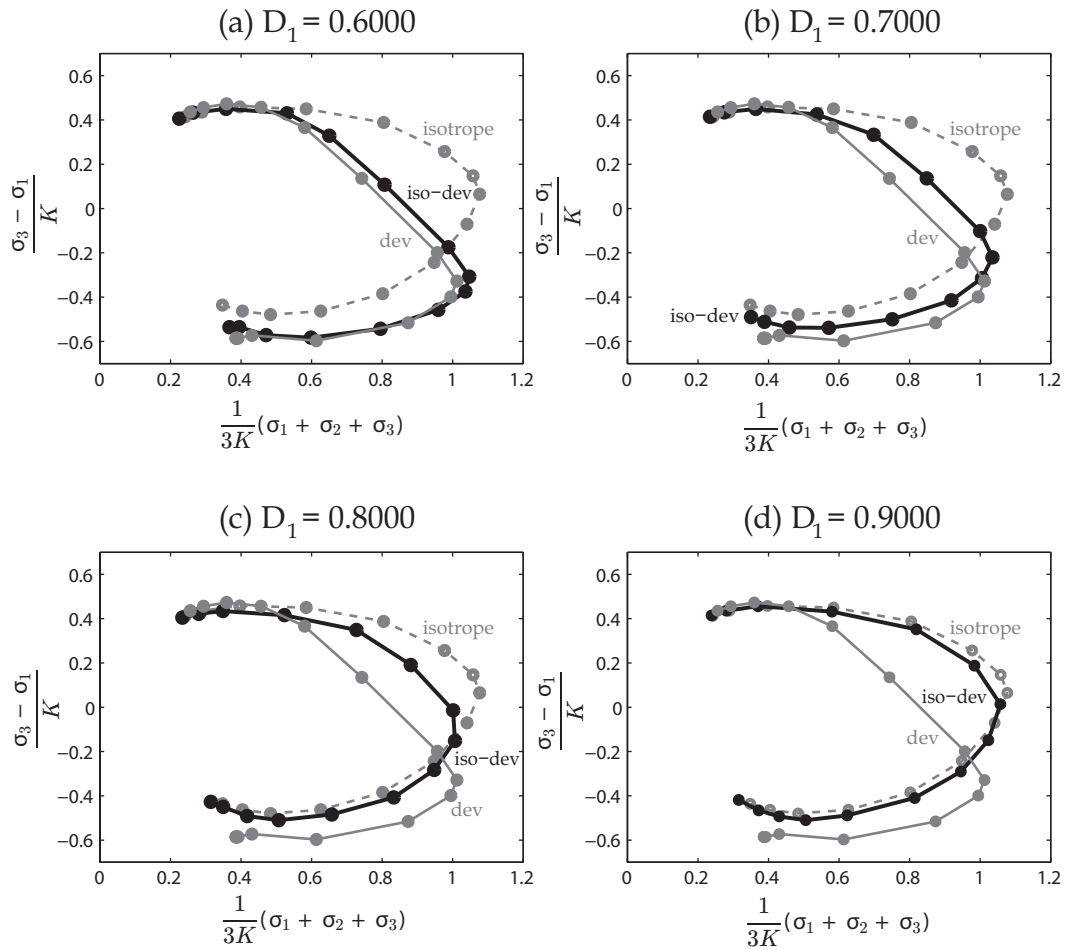 (a) D1 = 0.6000
0.6
0.4
0.2
0
−0.2
−0.4
−0.6
σ3 − σ1
K
isotrope
iso−dev
dev
0 0.2 0.4 0.6 0.8 1 1.2
1
3K
(σ1 + σ2 + σ3)
(b) D1 = 0.7000
0.6
0.4
0.2
0
−0.2
−0.4
−0.6
σ3 − σ1
K
isotrope
dev
iso−dev
0 0.2 0.4 0.6 0.8 1 1.2
1
3K
(σ1 + σ2 + σ3)
(c) D1 = 0.8000
0.6
0.4
0.2
0
−0.2
−0.4
−0.6
σ3 − σ1
K
isotrope
iso−dev
dev
0 0.2 0.4 0.6 0.8 1 1.2
1
3K
(σ1 + σ2 + σ3)
(d) D1 = 0.9000
0.6
0.4
0.2
0
−0.2
−0.4
−0.6
σ3 − σ1
K
isotrope
iso−dev
dev
0 0.2 0.4 0.6 0.8 1 1.2
1
3K
(σ1 + σ2 + σ3)